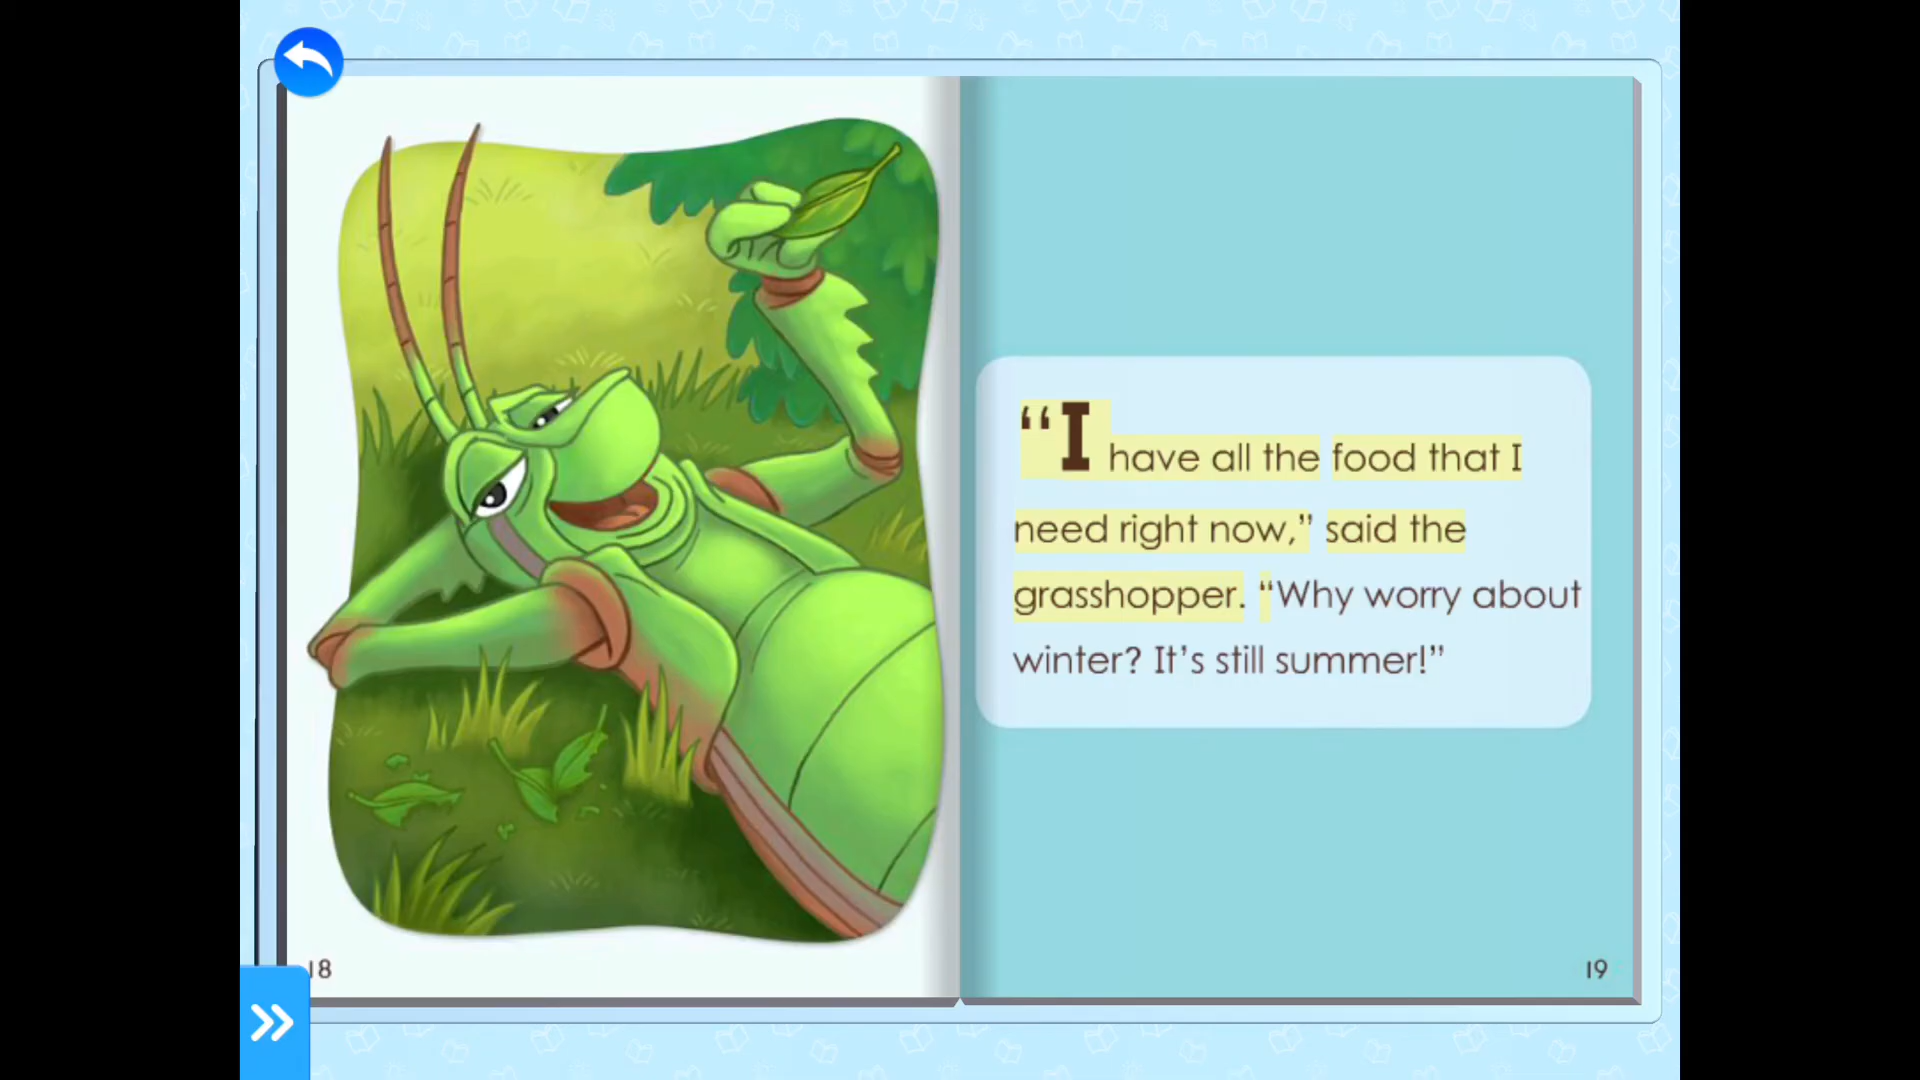 “I have all the food that I
need right now,” said the
grasshopper. “Why worry about
winter? It’s still summer!”
18
19